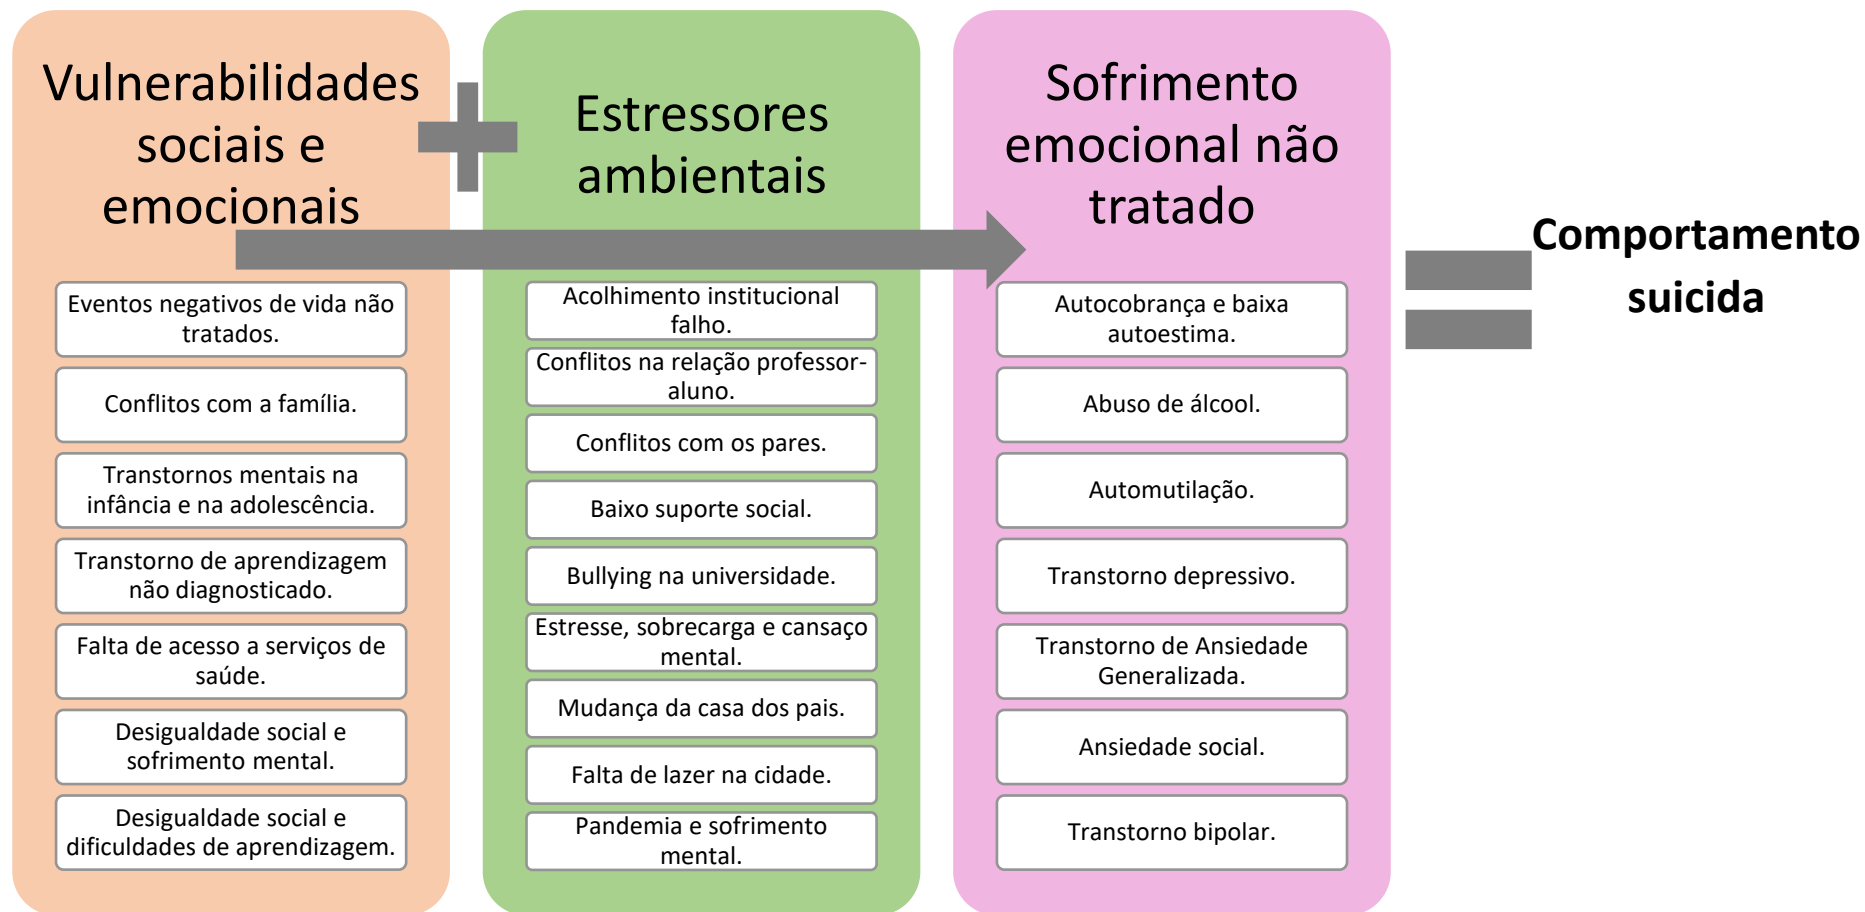 Vulnerabilidades
sociais e
emocionais
Eventos negativos de vida não
tratados.
Conflitos com a família.
Transtornos mentais na
infância e na adolescência.
Transtorno de aprendizagem
não diagnosticado.
Falta de acesso a serviços de
saúde.
Desigualdade social e
sofrimento mental.
Desigualdade social e
dificuldades de aprendizagem.
Estressores
ambientais
Acolhimento institucional
falho.
Conflitos na relação professor-
aluno.
Conflitos com os pares.
Baixo suporte social.
Bullying na universidade.
Estresse, sobrecarga e cansaço
mental.
Mudança da casa dos pais.
Falta de lazer na cidade.
Pandemia e sofrimento
mental.
Sofrimento
emocional não
tratado
Autocobrança e baixa
autoestima.
Abuso de álcool.
Automutilação.
Transtorno depressivo.
Transtorno de Ansiedade
Generalizada.
Ansiedade social.
Transtorno bipolar.
Comportamento
suicida